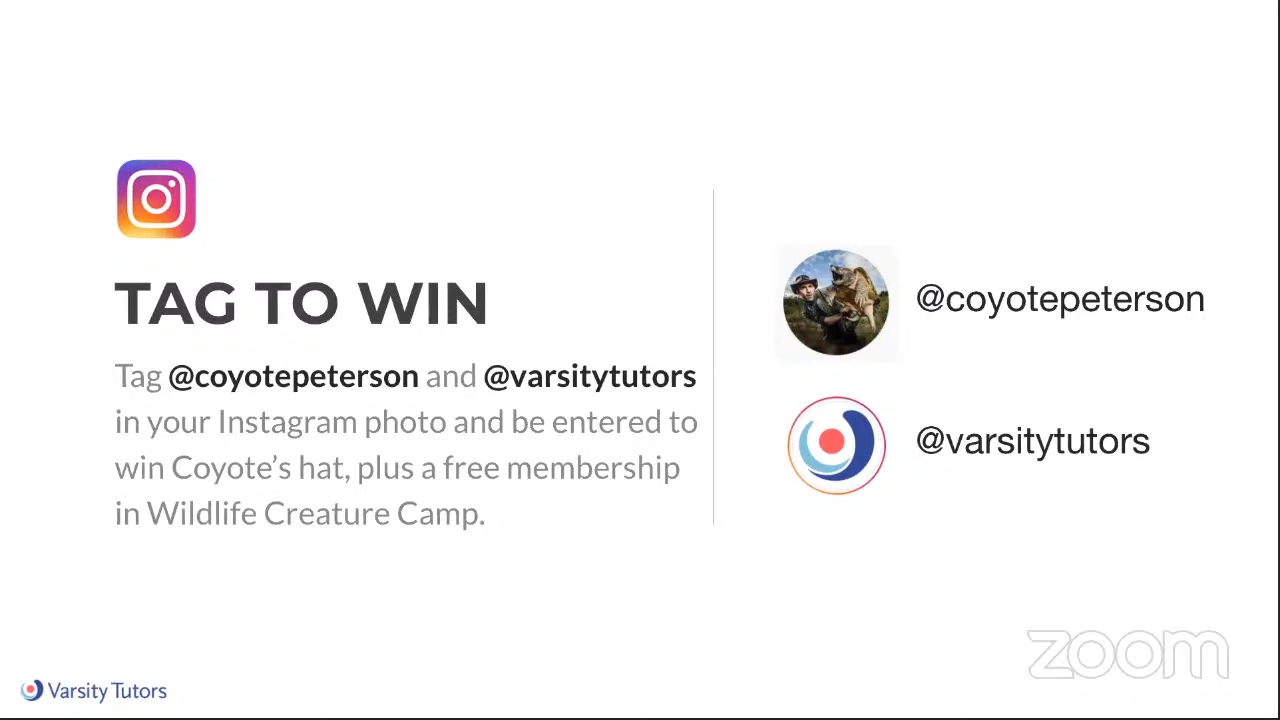 TAG TO WIN
Tag @coyotepeterson and @varsitytutors
in your Instagram photo and be entered to
win Coyote’s hat, plus a free membership
in Wildlife Creature Camp.
@coyotepeterson
@varsitytutors
zoom
Varsity Tutors